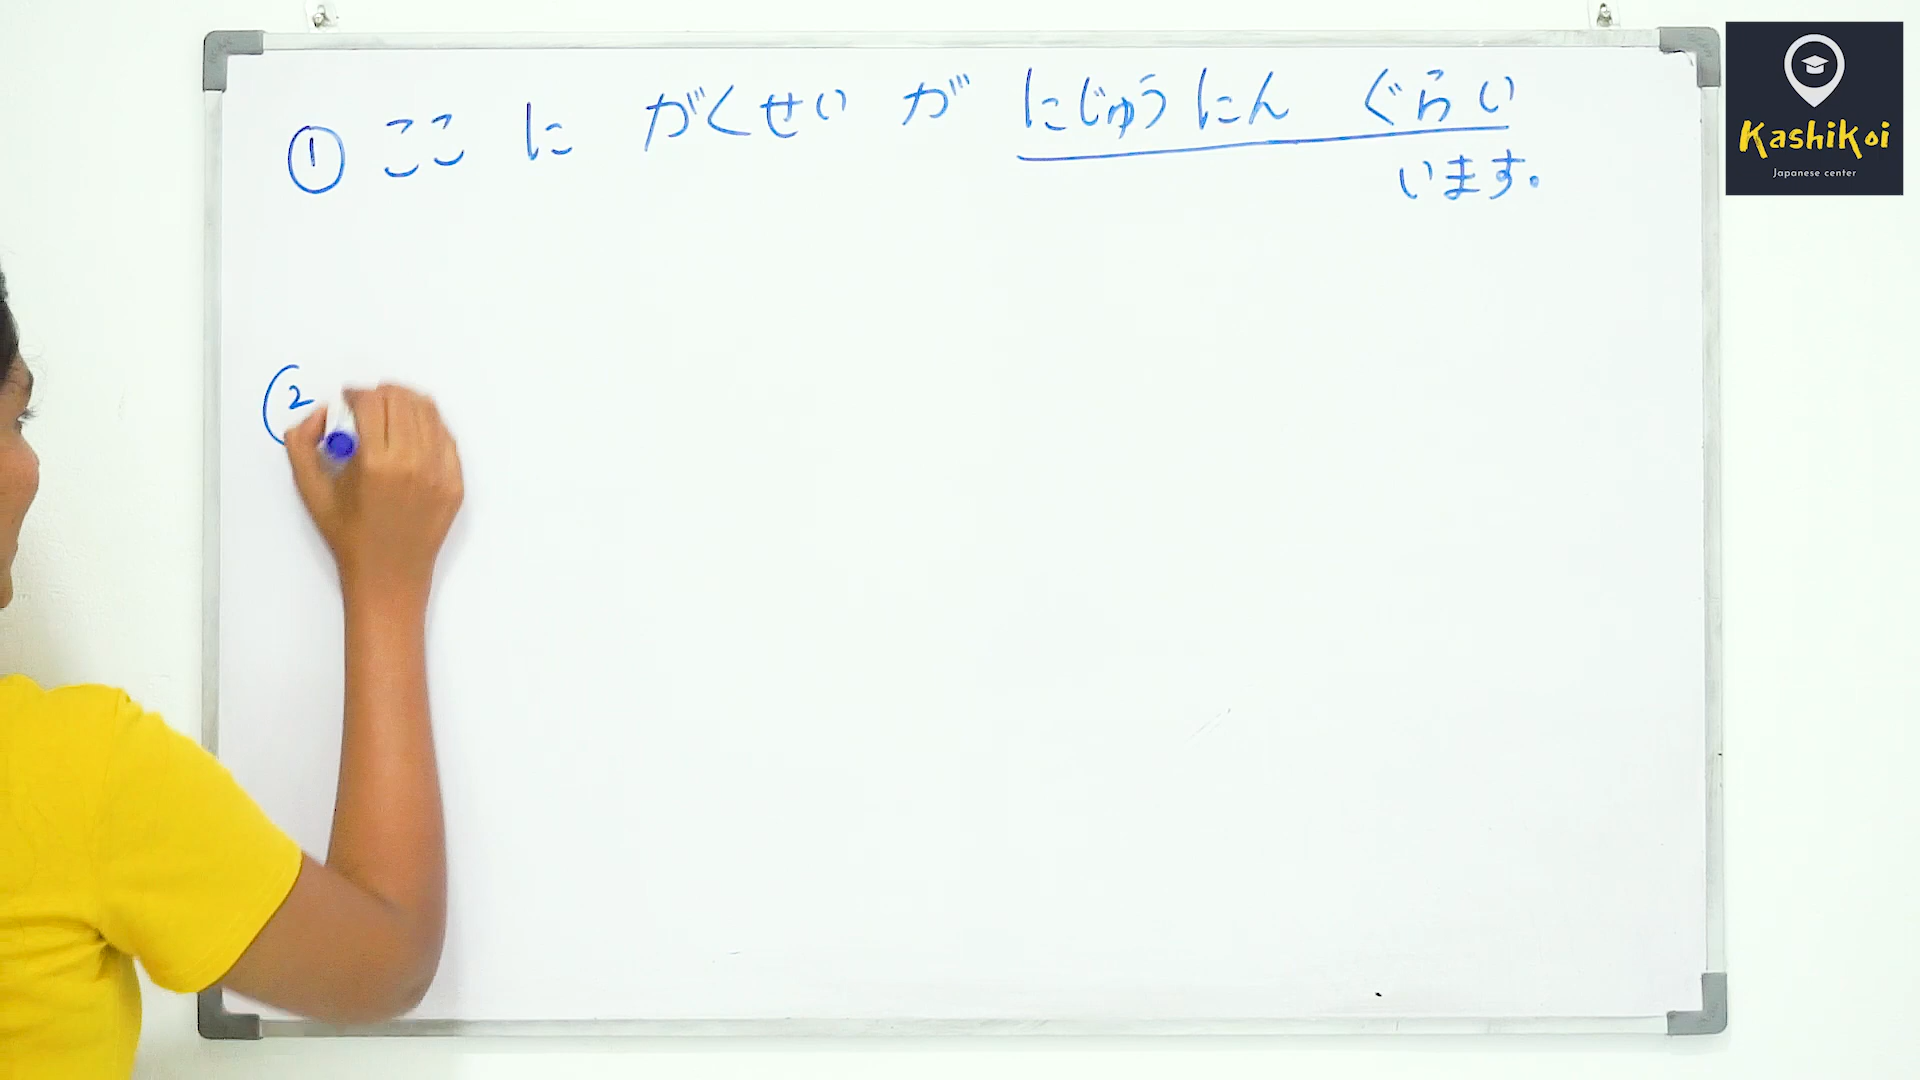 ① ここ に がくせい が にじゅうにん ぐらい
います。
②
Kashikoi
Japanese center